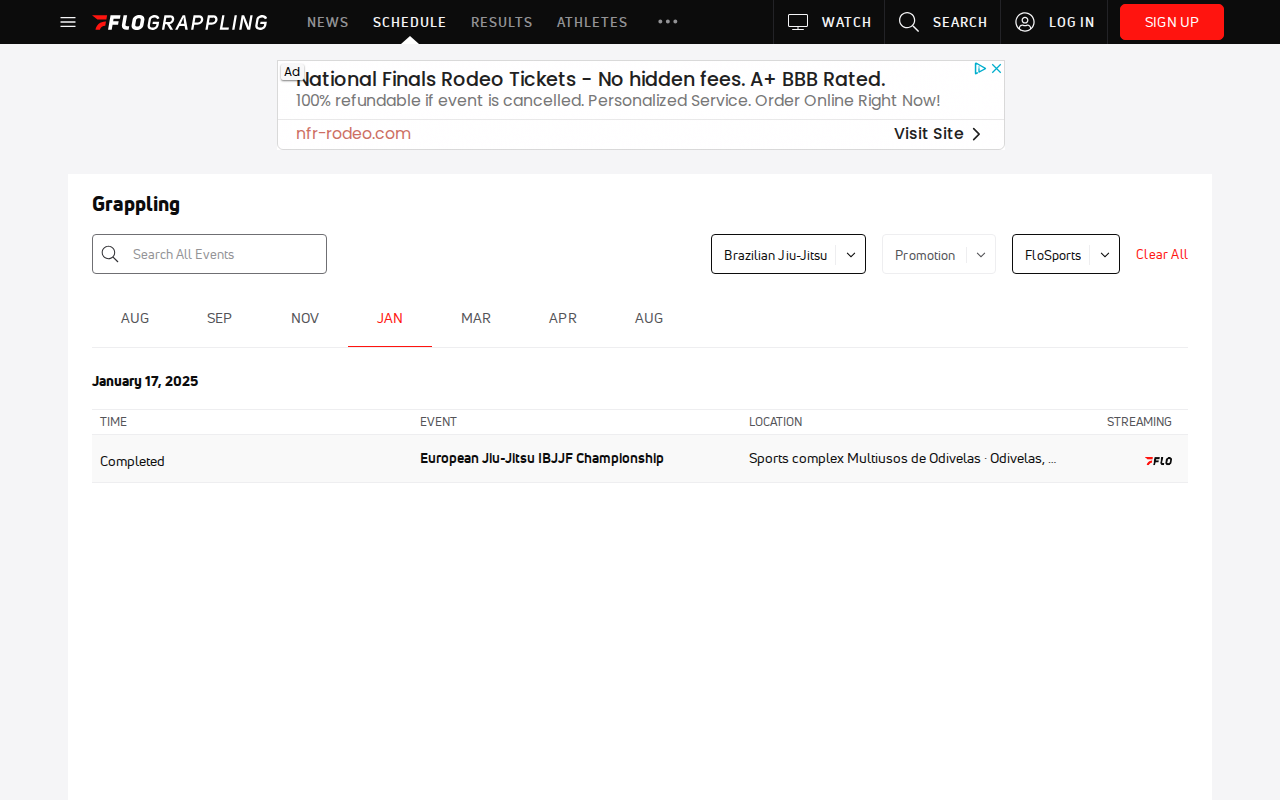 FLOGRAPPLING NEWS SCHEDULE RESULTS ATHLETES WATCH SEARCH LOG IN SIGN UP
Ad
National Finals Rodeo Tickets - No hidden fees. A+ BBB Rated.
100% refundable if event is cancelled. Personalized Service. Order Online Right Now!
nfr-rodeo.com Visit Site
Grappling
Search All Events Brazilian Jiu-Jitsu Promotion FloSports Clear All
AUG SEP NOV JAN MAR APR AUG
January 17, 2025
TIME EVENT LOCATION STREAMING
Completed European Jiu-Jitsu IBJJF Championship Sports complex Multiusos de Odivelas · Odivelas, ... FLO